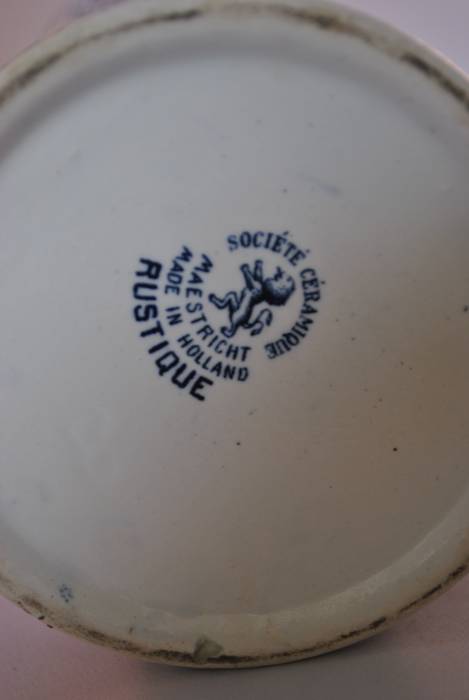 SOCIÉTÉ CÉRAMIQUE
MAESTRICHT
MADE IN HOLLAND
RUSTIQUE